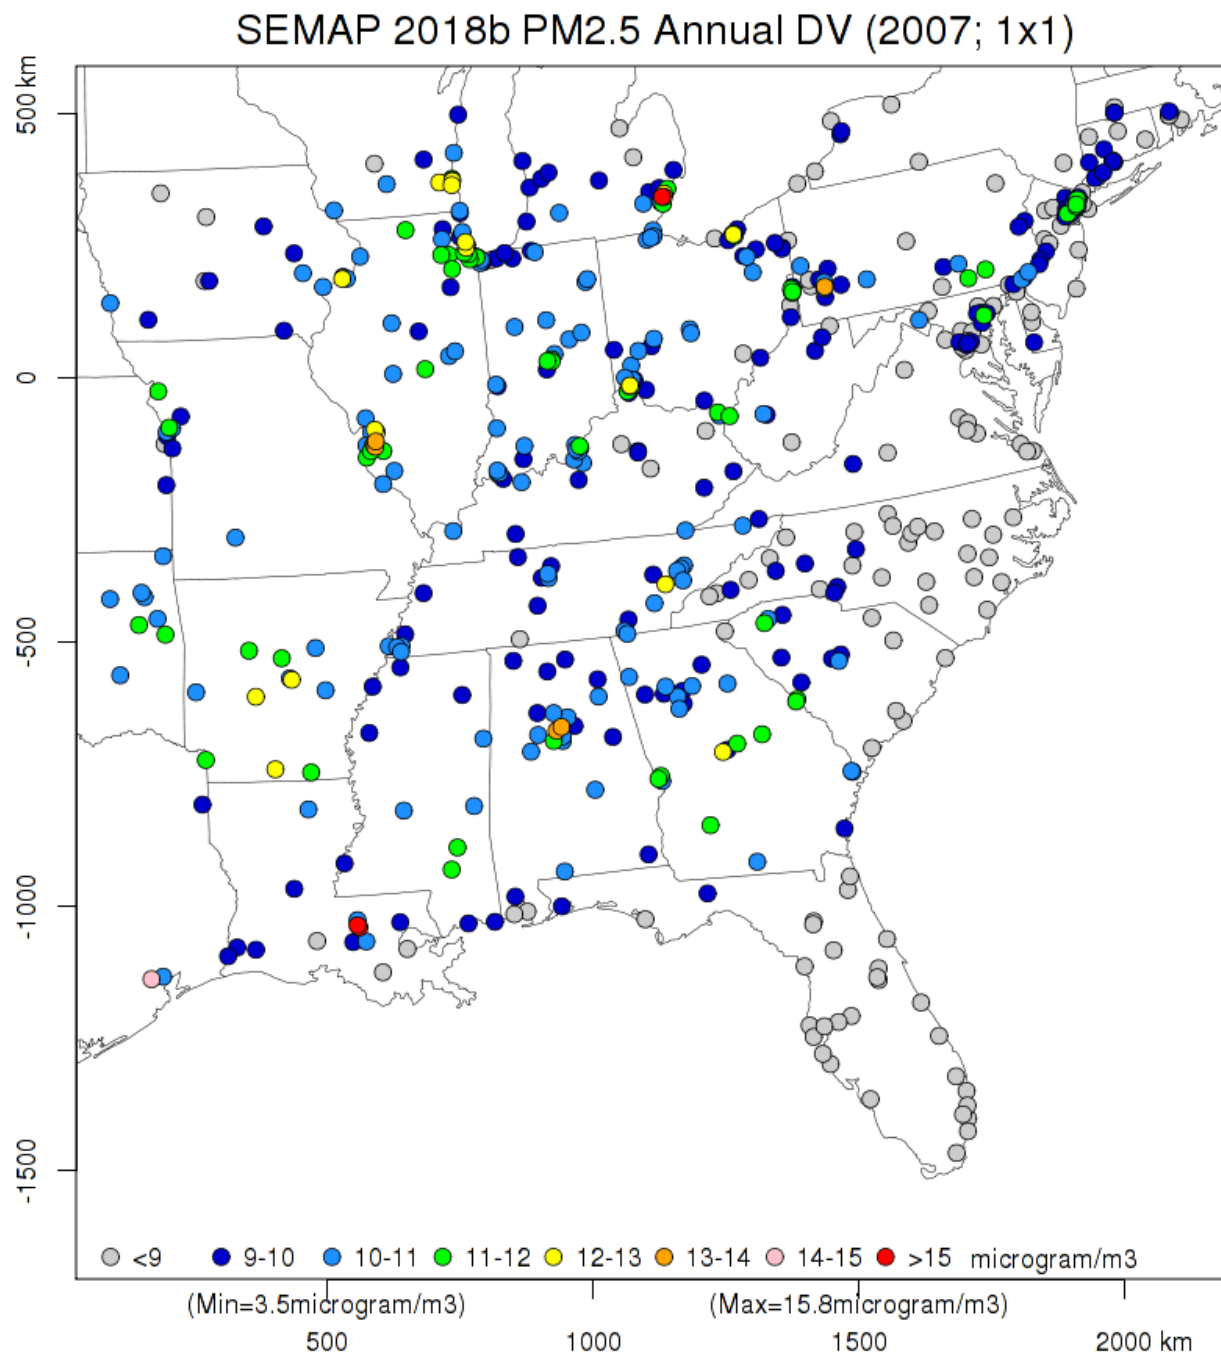 SEMAP 2018b PM2.5 Annual DV (2007; 1x1)
500 km
0
-500
-1000
-1500
<9 9-10 10-11 11-12 12-13 13-14 14-15 >15 microgram/m3
(Min=3.5microgram/m3) (Max=15.8microgram/m3)
500 1000 1500 2000 km